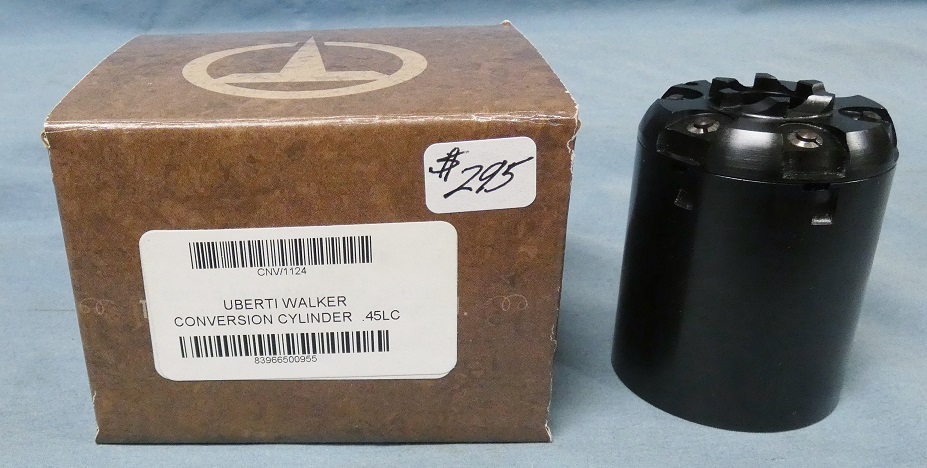 $295
CNV/1124
UBERTI WALKER
CONVERSION CYLINDER .45LC
83966500955